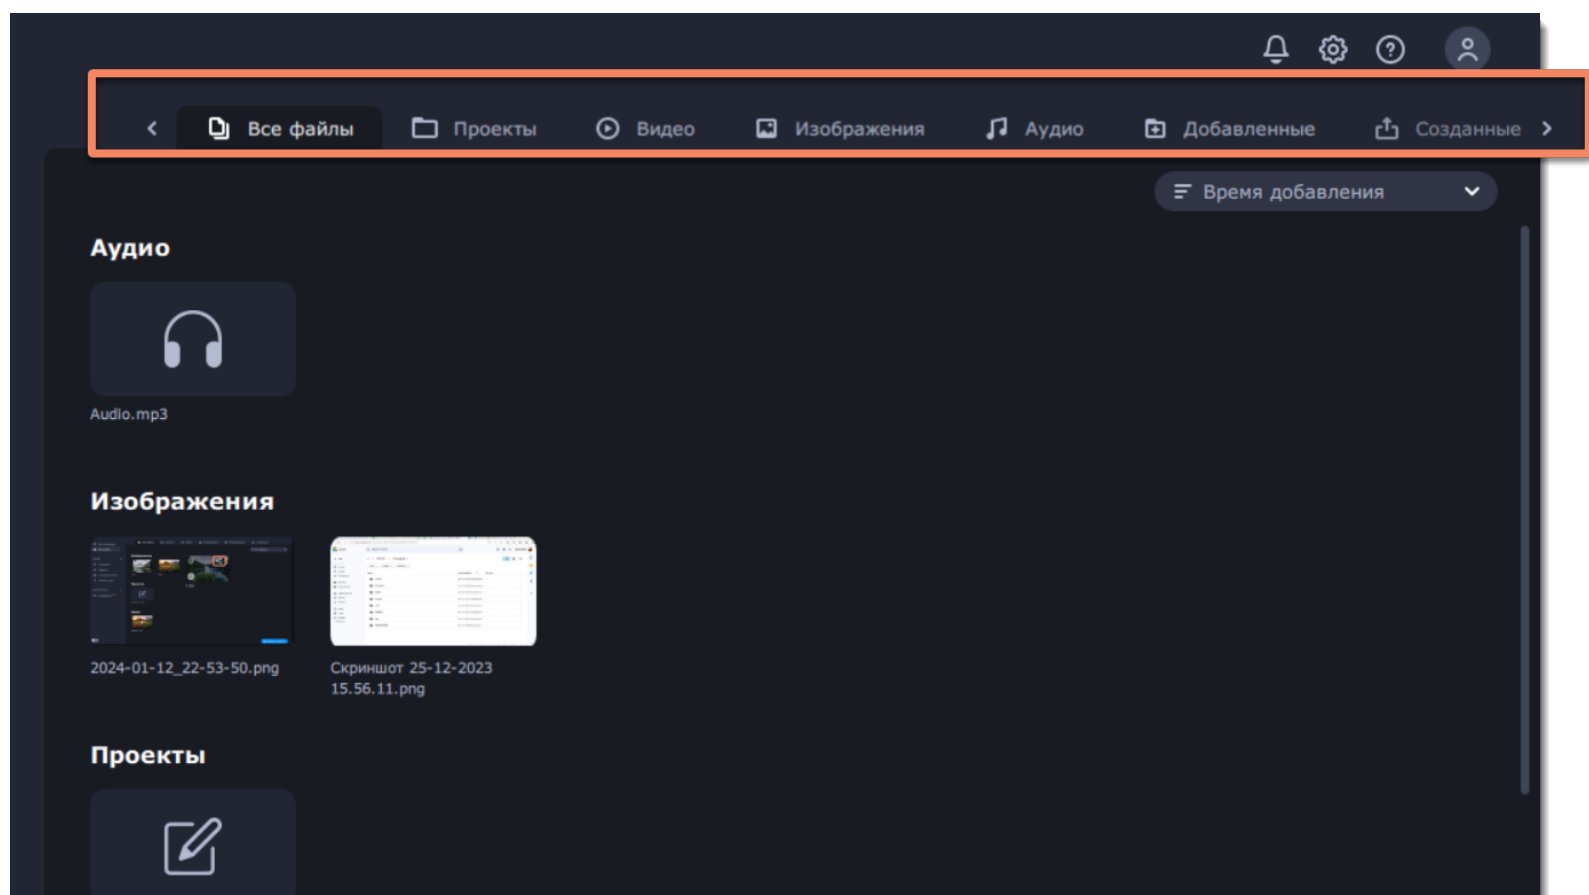 Все файлы Проекты Видео Изображения Аудио Добавленные Созданные
Время добавления
Аудио
Audio.mp3
Изображения
2024-01-12_22-53-50.png
Скриншот 25-12-2023
15.56.11.png
Проекты